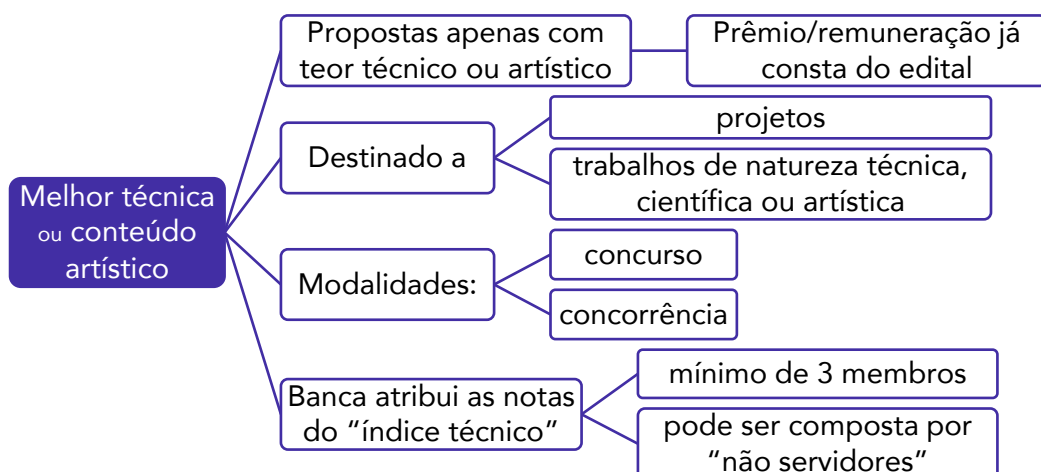 Melhor técnica
ou conteúdo
artístico
Propostas apenas com
teor técnico ou artístico
Prêmio/remuneração já
consta do edital
Destinado a
projetos
trabalhos de natureza técnica,
científica ou artística
Modalidades:
concurso
concorrência
Banca atribui as notas
do “índice técnico”
mínimo de 3 membros
pode ser composta por
“não servidores”